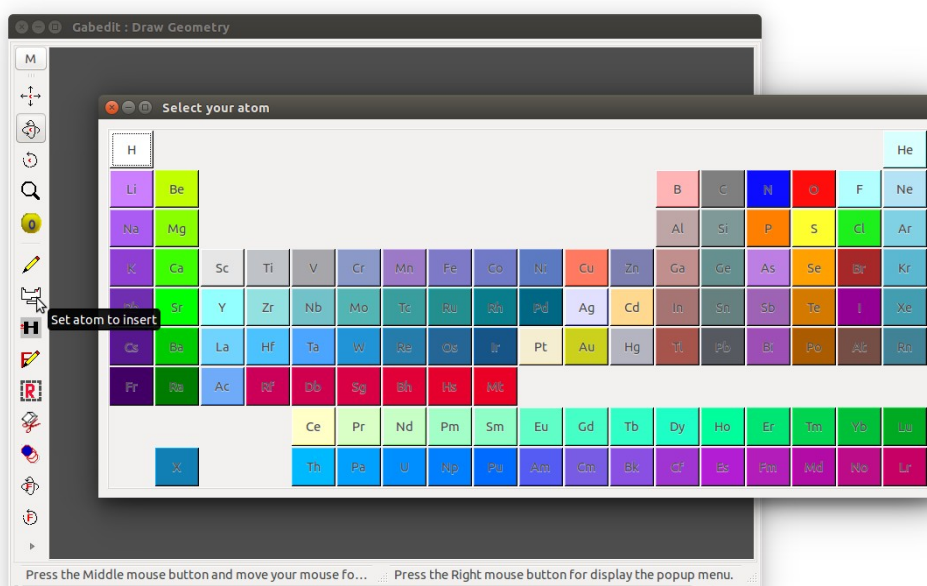 Gabedit : Draw Geometry
M
Select your atom
H He
Li Be B C N O F Ne
0
Na Mg Al Si P S Cl Ar
K Ca Sc Ti V Cr Mn Fe Co Ni Cu Zn Ga Ge As Se Br Kr
Rb Sr Y Zr Nb Mo Tc Ru Rh Pd Ag Cd In Sn Sb Te I Xe
Set atom to insert
H
Cs Ba La Hf Ta W Re Os Ir Pt Au Hg Tl Pb Bi Po At Rn
F
Fr Ra Ac Rf Db Sg Bh Hs Mt
R
Ce Pr Nd Pm Sm Eu Gd Tb Dy Ho Er Tm Yb Lu
X Th Pa U Np Pu Am Cm Bk Cf Es Fm Md No Lr
F
F
Press the Middle mouse button and move your mouse fo... Press the Right mouse button for display the popup menu.